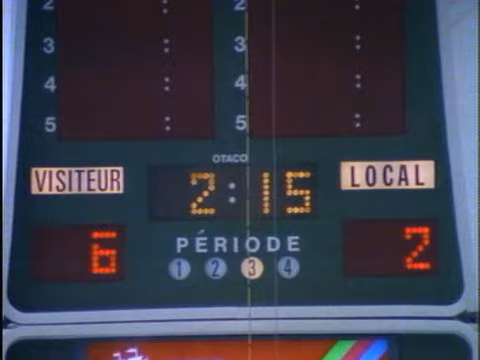 2 : 2 :
3 : 3 :
4 : 4 :
5 : 5 :
OTACO
VISITEUR 2:15 LOCAL
6 PÉRIODE 2
1 2 3 4